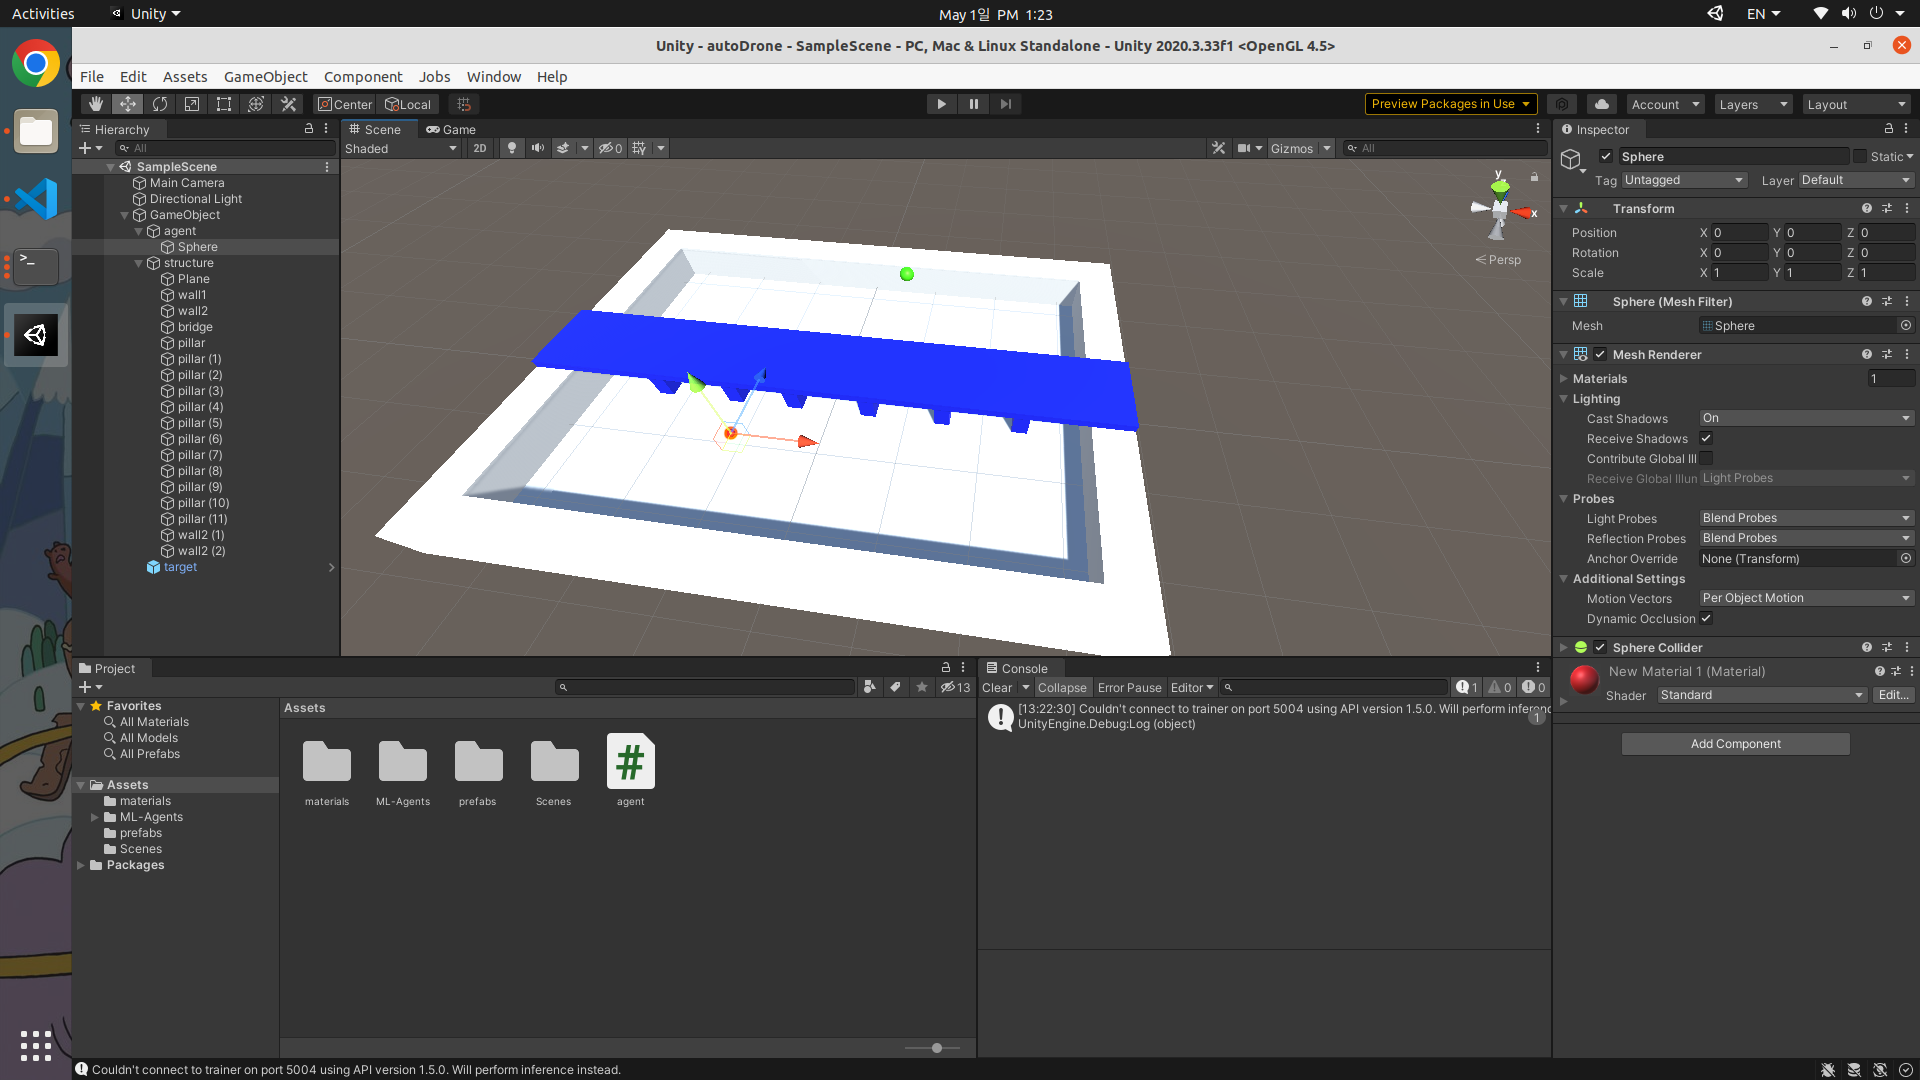 Activities
Unity
May 1일 PM 1:23
EN
Unity - autoDrone - SampleScene - PC, Mac & Linux Standalone - Unity 2020.3.33f1 <OpenGL 4.5>
File Edit Assets GameObject Component Jobs Window Help
Center Local
Preview Packages in Use
Account
Layers
Layout
Hierarchy
All
SampleScene
Main Camera
Directional Light
GameObject
agent
Sphere
structure
Plane
wall1
wall2
bridge
pillar
pillar (1)
pillar (2)
pillar (3)
pillar (4)
pillar (5)
pillar (6)
pillar (7)
pillar (8)
pillar (9)
pillar (10)
pillar (11)
wall2 (1)
wall2 (2)
target
Scene
Game
Shaded
2D
0
Gizmos
All
y
x
Persp
Inspector
Sphere
Static
Tag Untagged
Layer Default
Transform
Position X 0 Y 0 Z 0
Rotation X 0 Y 0 Z 0
Scale X 1 Y 1 Z 1
Sphere (Mesh Filter)
Mesh Sphere
Mesh Renderer
Materials 1
Lighting
Cast Shadows On
Receive Shadows
Contribute Global Ill
Receive Global Illun Light Probes
Probes
Light Probes Blend Probes
Reflection Probes Blend Probes
Anchor Override None (Transform)
Additional Settings
Motion Vectors Per Object Motion
Dynamic Occlusion
Sphere Collider
New Material 1 (Material)
Shader Standard Edit...
Add Component
Project
13
Favorites
All Materials
All Models
All Prefabs
Assets
materials
ML-Agents
prefabs
Scenes
Packages
Assets
materials
ML-Agents
prefabs
Scenes
#
agent
Console
Clear Collapse Error Pause Editor
1 0 0
[13:22:30] Couldn't connect to trainer on port 5004 using API version 1.5.0. Will perform inferenc
UnityEngine.Debug:Log (object)
1
Couldn't connect to trainer on port 5004 using API version 1.5.0. Will perform inference instead.